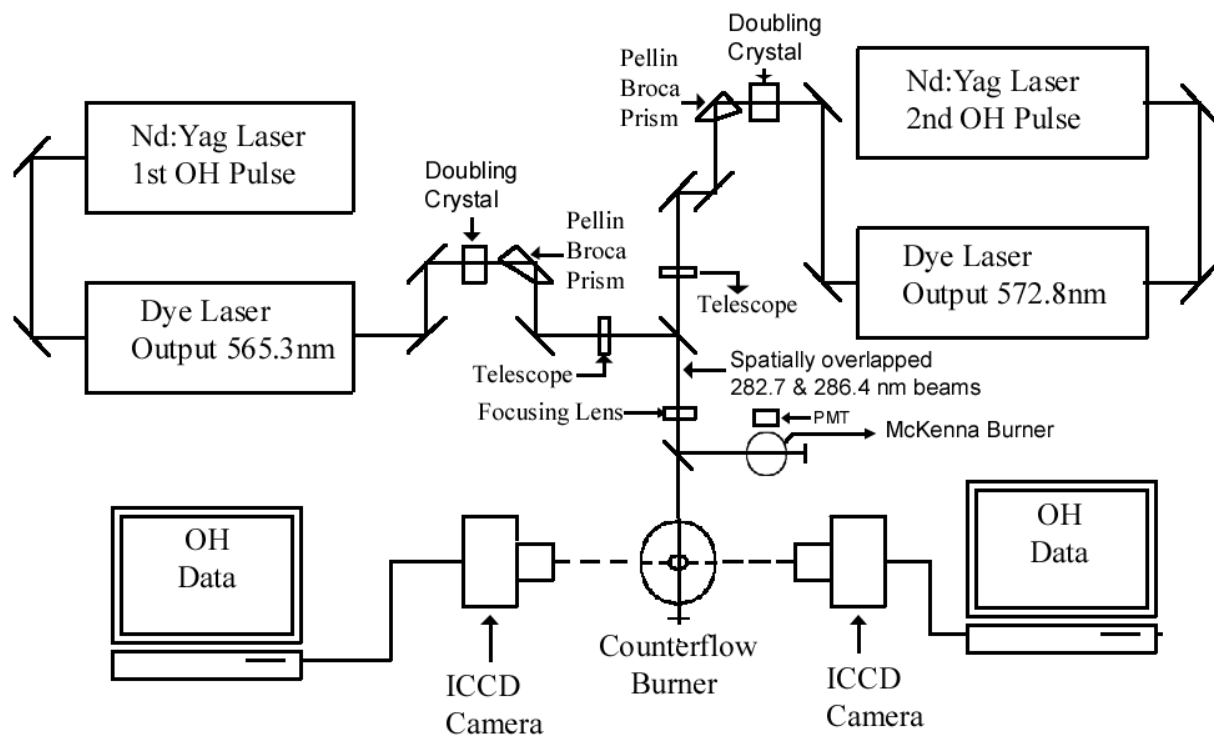 Doubling
Crystal
Pellin
Broca
Prism
Nd:Yag Laser
2nd OH Pulse
Nd:Yag Laser
1st OH Pulse
Doubling
Crystal
Pellin
Broca
Prism
Dye Laser
Output 572.8nm
Telescope
Dye Laser
Output 565.3nm
Telescope
Spatially overlapped
282.7 & 286.4 nm beams
Focusing Lens
PMT
McKenna Burner
OH
Data
OH
Data
Counterflow
Burner
ICCD
Camera
ICCD
Camera